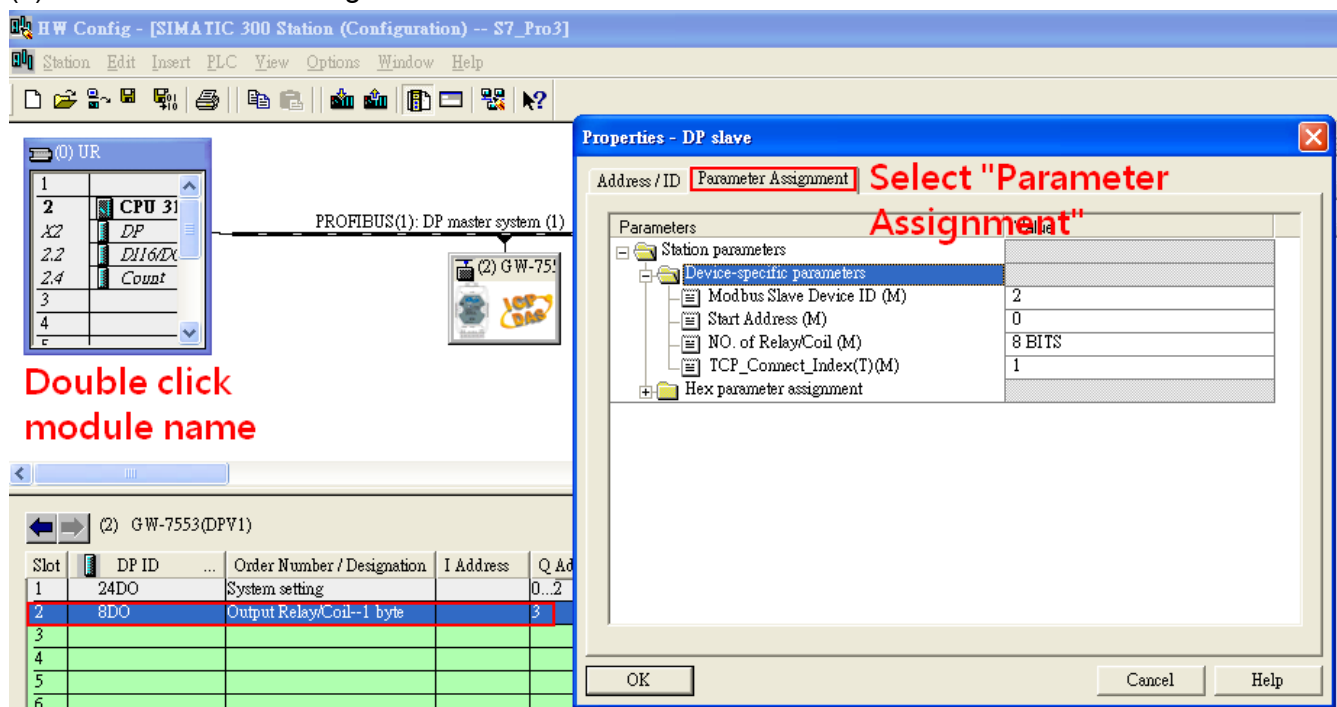 HW Config - [SIMATIC 300 Station (Configuration) -- S7_Pro3]
Station Edit Insert PLC View Options Window Help
(0) UR
1
2 CPU 31
X2 DP
2.2 DI16/DO
2.4 Count
3
4
PROFIBUS(1): DP master system (1)
(2) GW-755
ICP DAS
Double click
module name
Properties - DP slave
Address / ID Parameter Assignment
Select "Parameter
Assignment"
Parameters
Station parameters
Device-specific parameters
Modbus Slave Device ID (M) 2
Start Address (M) 0
NO. of Relay/Coil (M) 8 BITS
TCP_Connect_Index(T)(M) 1
Hex parameter assignment
OK Cancel Help
(2) GW-7553(DPV1)
Slot DP ID ... Order Number / Designation I Address Q Ad
1 24DO System setting 0...2
2 8DO Output Relay/Coil--1 byte 3
3
4
5
6